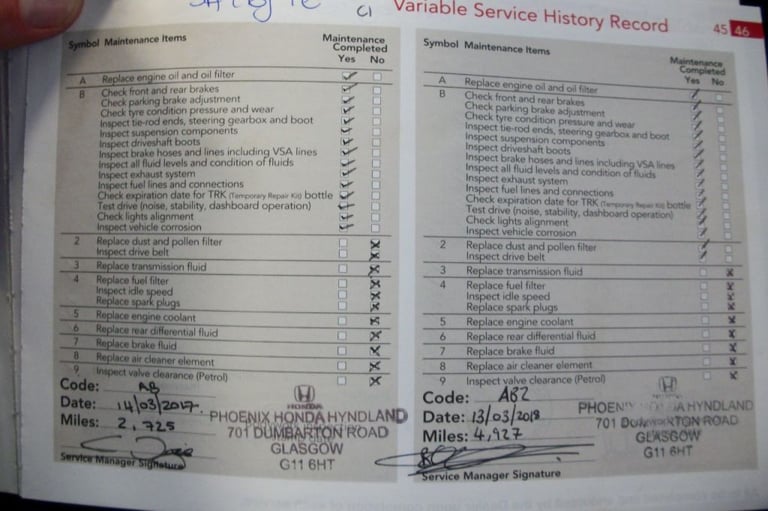 Variable Service History Record
45 46
Symbol Maintenance Items
Maintenance
Completed
Yes No
A Replace engine oil and oil filter
B Check front and rear brakes
Check parking brake adjustment
Check tyre condition pressure and wear
Inspect tie-rod ends, steering gearbox and boot
Inspect suspension components
Inspect driveshaft boots
Inspect brake hoses and lines including VSA lines
Inspect all fluid levels and condition of fluids
Inspect exhaust system
Inspect fuel lines and connections
Check expiration date for TRK (Temporary Repair Kit) bottle
Test drive (noise, stability, dashboard operation)
Check lights alignment
Inspect vehicle corrosion
2 Replace dust and pollen filter
Inspect drive belt
3 Replace transmission fluid
4 Replace fuel filter
Inspect idle speed
Replace spark plugs
5 Replace engine coolant
6 Replace rear differential fluid
7 Replace brake fluid
8 Replace air cleaner element
9 Inspect valve clearance (Petrol)
Code: AB
Date: 14/03/2017.
Miles: 2,725
Service Manager Signature
HONDA
PHOENIX HONDA HYNDLAND
701 DUMBARTON ROAD
GLASGOW
G11 6HT
Symbol Maintenance Items
Maintenance
Completed
Yes No
A Replace engine oil and oil filter
B Check front and rear brakes
Check parking brake adjustment
Check tyre condition pressure and wear
Inspect tie-rod ends, steering gearbox and boot
Inspect suspension components
Inspect driveshaft boots
Inspect brake hoses and lines including VSA lines
Inspect all fluid levels and condition of fluids
Inspect exhaust system
Inspect fuel lines and connections
Check expiration date for TRK (Temporary Repair Kit) bottle
Test drive (noise, stability, dashboard operation)
Check lights alignment
Inspect vehicle corrosion
2 Replace dust and pollen filter
Inspect drive belt
3 Replace transmission fluid
4 Replace fuel filter
Inspect idle speed
Replace spark plugs
5 Replace engine coolant
6 Replace rear differential fluid
7 Replace brake fluid
8 Replace air cleaner element
9 Inspect valve clearance (Petrol)
Code: AB2
Date: 13/03/2018
Miles: 4,927
Service Manager Signature
HYNDLAND
701 ROAD
GLASGOW
G11 6HT